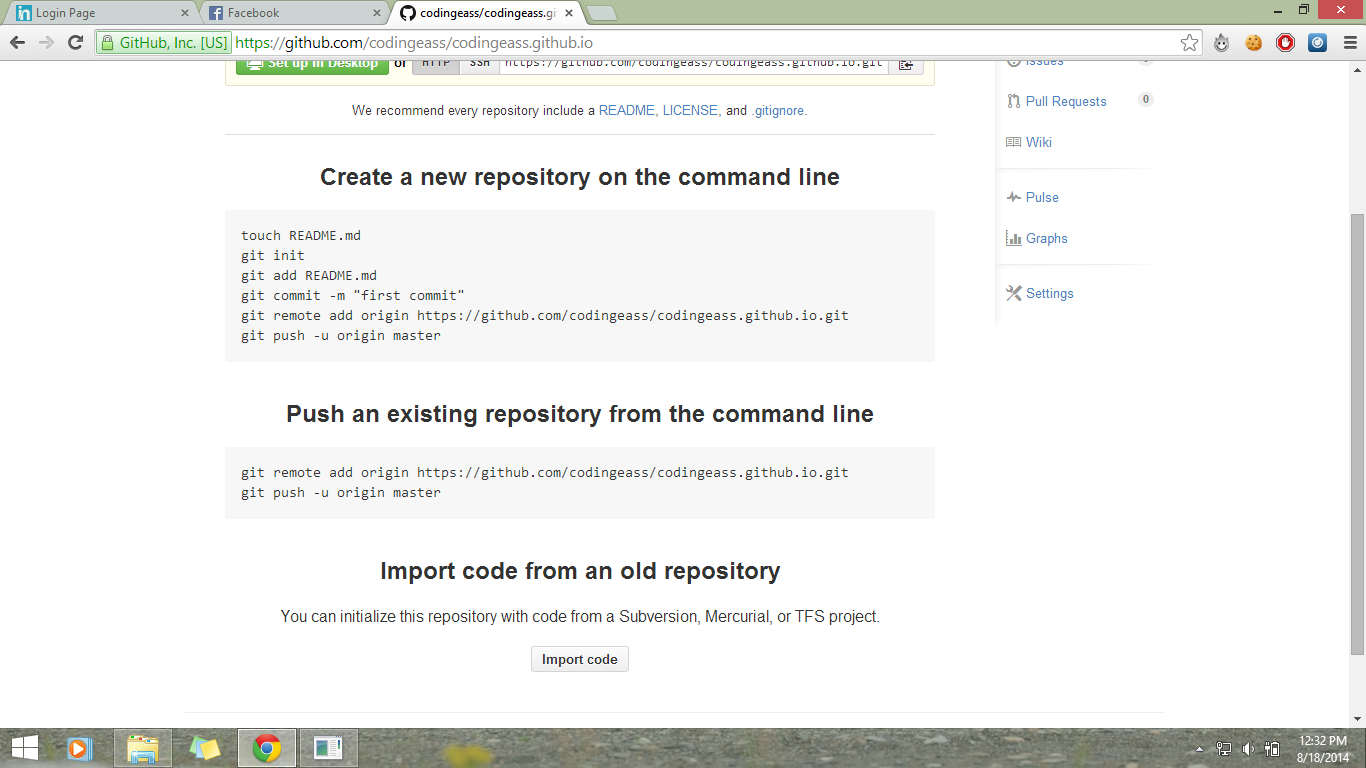 Login Page
Facebook
codingeass/codingeass.gi
GitHub, Inc. [US] https://github.com/codingeass/codingeass.github.io
Set up in Desktop or HTTP SSH https://github.com/codingeass/codingeass.github.io.git
We recommend every repository include a README, LICENSE, and .gitignore.
Create a new repository on the command line
touch README.md
git init
git add README.md
git commit -m "first commit"
git remote add origin https://github.com/codingeass/codingeass.github.io.git
git push -u origin master
Push an existing repository from the command line
git remote add origin https://github.com/codingeass/codingeass.github.io.git
git push -u origin master
Import code from an old repository
You can initialize this repository with code from a Subversion, Mercurial, or TFS project.
Import code
Issues
Pull Requests 0
Wiki
Pulse
Graphs
Settings
12:32 PM
8/18/2014